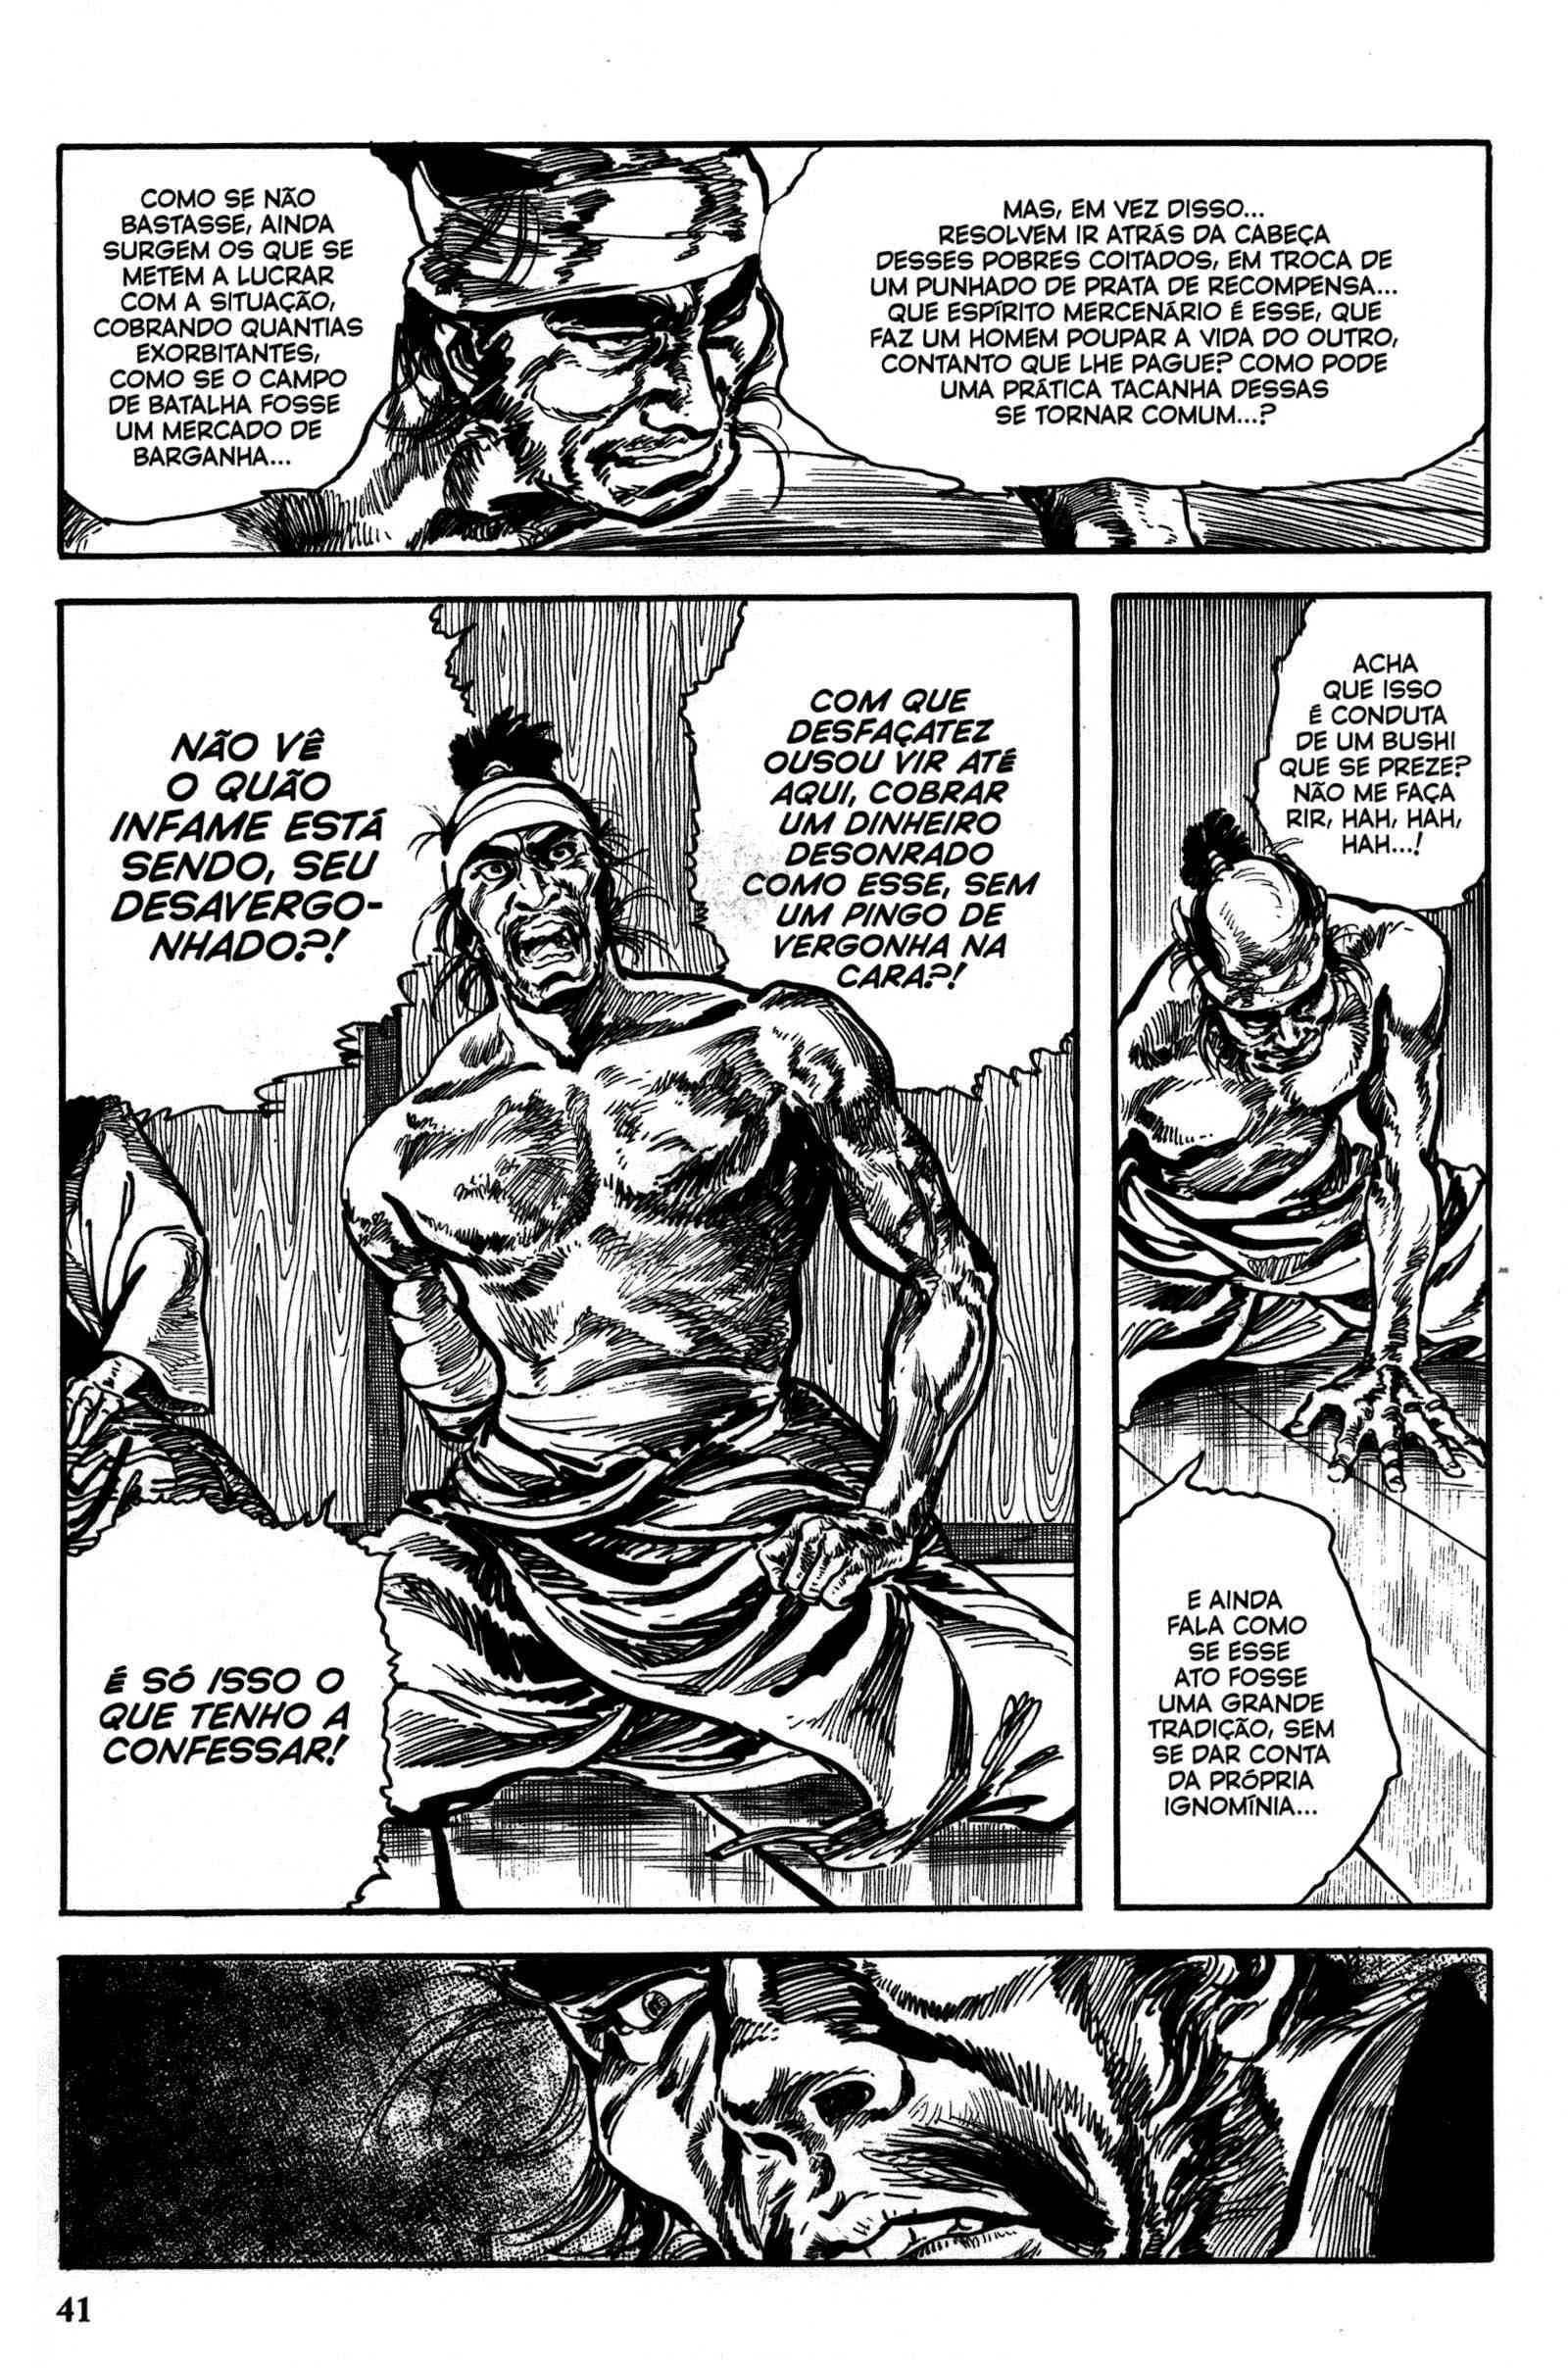 MAS, EM VEZ DISSO...
RESOLVEM IR ATRÁS DA CABEÇA
DESSES POBRES COITADOS, EM TROCA DE
UM PUNHADO DE PRATA DE RECOMPENSA...
QUE ESPÍRITO MERCENÁRIO É ESSE, QUE
FAZ UM HOMEM POUPAR A VIDA DO OUTRO,
CONTANTO QUE LHE PAGUE? COMO PODE
UMA PRÁTICA TACANHA DESSAS
SE TORNAR COMUM...?
COMO SE NÃO
BASTASSE, AINDA
SURGEM OS QUE SE
METEM A LUCRAR
COM A SITUAÇÃO,
COBRANDO QUANTIAS
EXORBITANTES,
COMO SE O CAMPO
DE BATALHA FOSSE
UM MERCADO DE
BARGANHA...
ACHA
QUE ISSO
É CONDUTA
DE UM BUSHI
QUE SE PREZE?
NÃO ME FAÇA
RIR, HAH, HAH,
HAH...!
E AINDA
FALA COMO
SE ESSE
ATO FOSSE
UMA GRANDE
TRADIÇÃO, SEM
SE DAR CONTA
DA PRÓPRIA
IGNOMÍNIA...
COM QUE
DESFAÇATEZ
OUSOU VIR ATÉ
AQUI, COBRAR
UM DINHEIRO
DESONRADO
COMO ESSE, SEM
UM PINGO DE
VERGONHA NA
CARA?!
NÃO VÊ
O QUÃO
INFAME ESTÁ
SENDO, SEU
DESAVERGO-
NHADO?!
É SÓ ISSO O
QUE TENHO A
CONFESSAR!
41